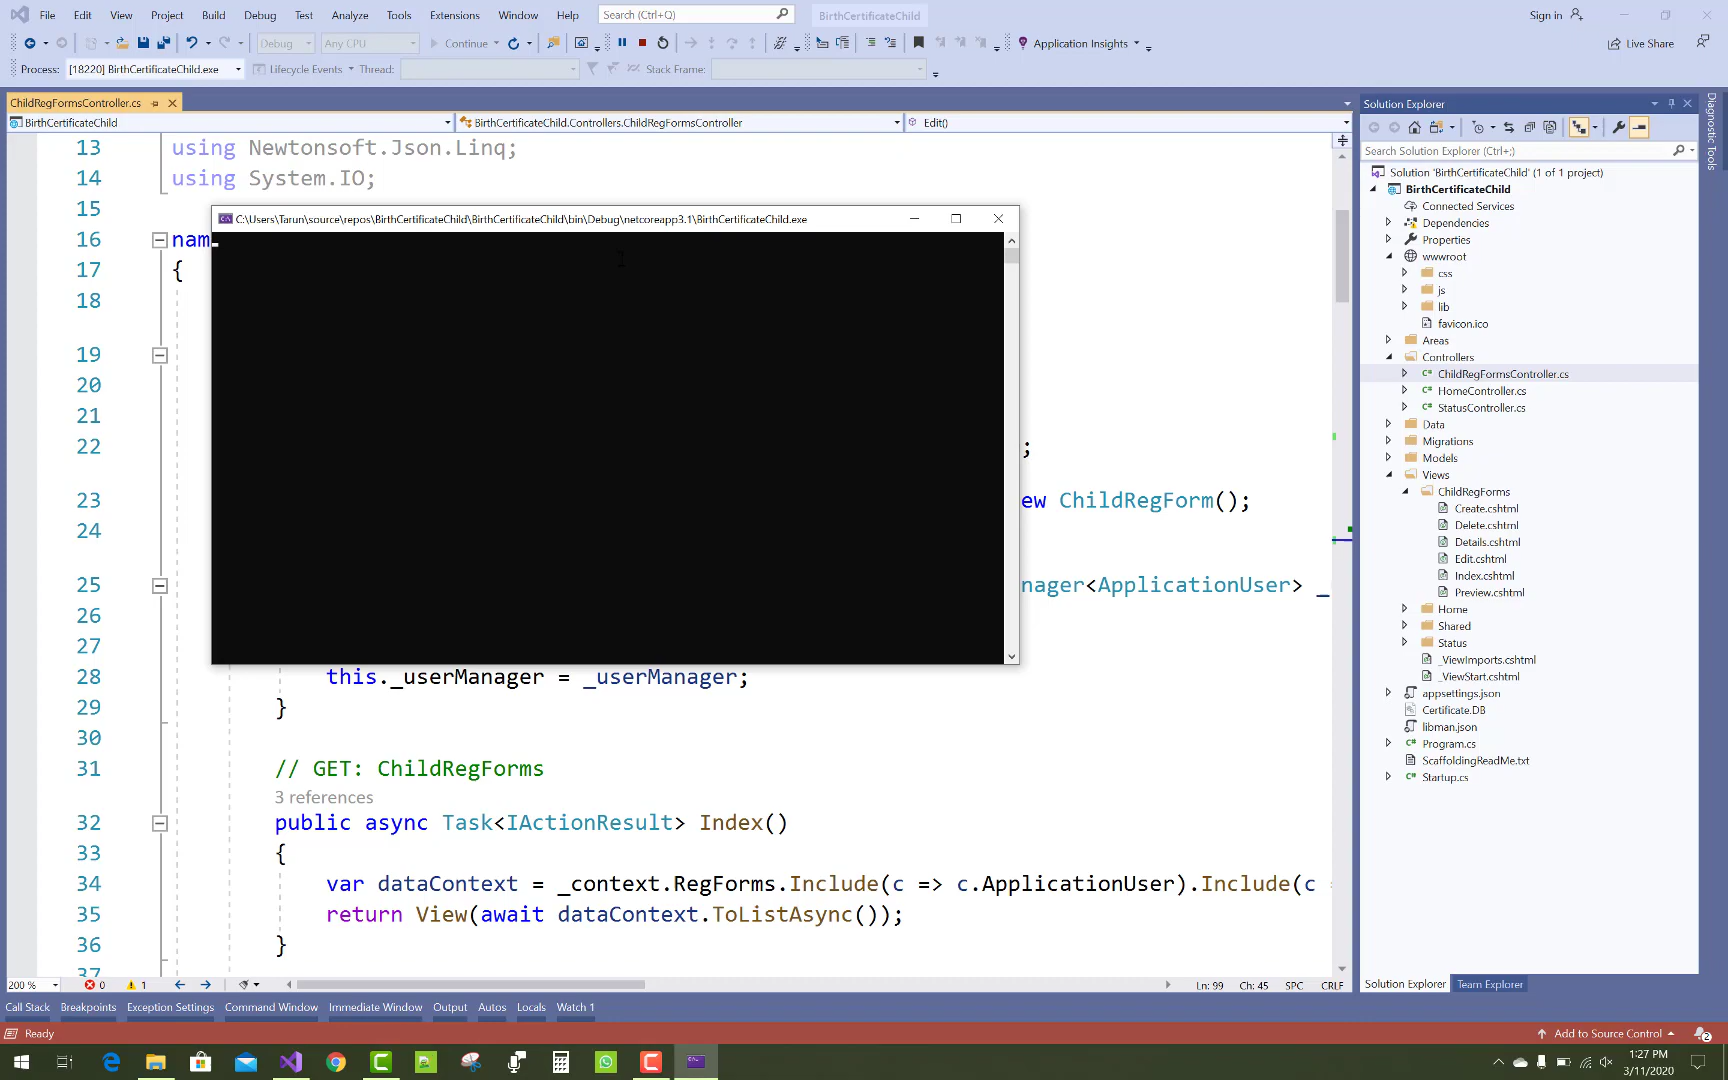 File Edit View Project Build Debug Test Analyze Tools Extensions Window Help Search (Ctrl+Q) BirthCertificateChild Sign in
Debug Any CPU Continue Application Insights Live Share
Process: [18220] BirthCertificateChild.exe Lifecycle Events Thread: Stack Frame:
ChildRegFormsController.cs
BirthCertificateChild BirthCertificateChild.Controllers.ChildRegFormsController Edit()
13 using Newtonsoft.Json.Linq;
14 using System.IO;
15
C:\Users\Tarun\source\repos\BirthCertificateChild\BirthCertificateChild\bin\Debug\netcoreapp3.1\BirthCertificateChild.exe
16 nam
17 {
18
19
20
21
22 ;
23 ew ChildRegForm();
24
25 nager<ApplicationUser> _
26
27
28 this._userManager = _userManager;
29 }
30
31 // GET: ChildRegForms
3 references
32 public async Task<IActionResult> Index()
33 {
34 var dataContext = _context.RegForms.Include(c => c.ApplicationUser).Include(c
35 return View(await dataContext.ToListAsync());
36 }
37
200 % 0 1 Ln: 99 Ch: 45 SPC CRLF
Solution Explorer
Search Solution Explorer (Ctrl+;)
Solution 'BirthCertificateChild' (1 of 1 project)
BirthCertificateChild
Connected Services
Dependencies
Properties
wwwroot
css
js
lib
favicon.ico
Areas
Controllers
ChildRegFormsController.cs
HomeController.cs
StatusController.cs
Data
Migrations
Models
Views
ChildRegForms
Create.cshtml
Delete.cshtml
Details.cshtml
Edit.cshtml
Index.cshtml
Preview.cshtml
Home
Shared
Status
_ViewImports.cshtml
_ViewStart.cshtml
appsettings.json
Certificate.DB
libman.json
Program.cs
ScaffoldingReadMe.txt
Startup.cs
Solution Explorer Team Explorer
Diagnostic Tools
Call Stack Breakpoints Exception Settings Command Window Immediate Window Output Autos Locals Watch 1
Ready Add to Source Control 2
1:27 PM
3/11/2020